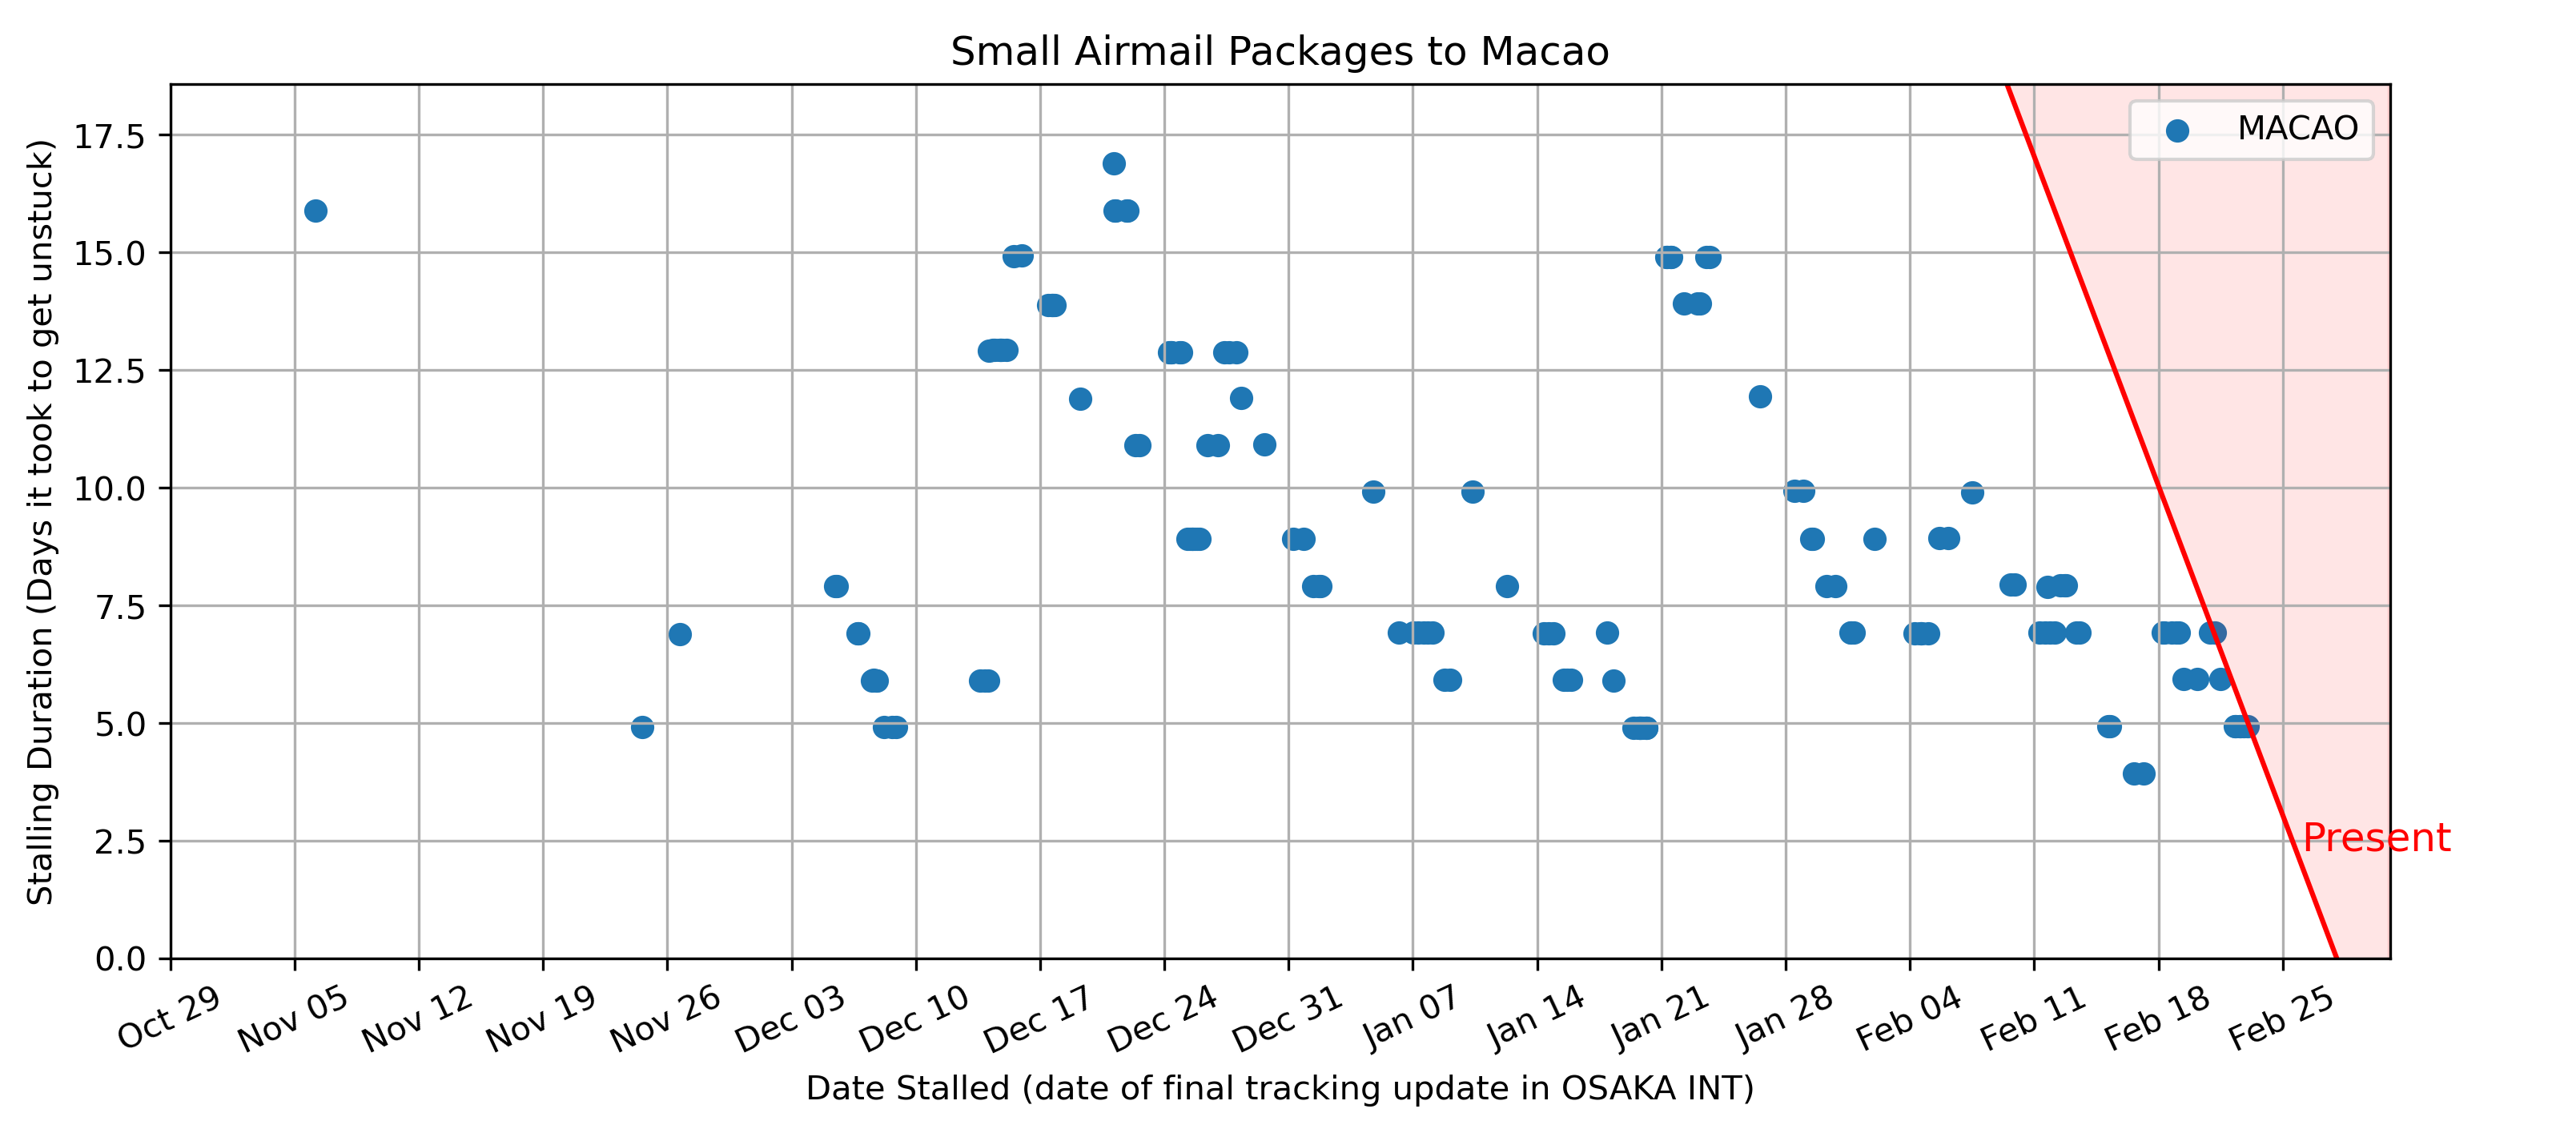 Small Airmail Packages to Macao
MACAO
Stalling Duration (Days it took to get unstuck)
17.5
15.0
12.5
10.0
7.5
5.0
2.5
0.0
Present
Oct 29
Nov 05
Nov 12
Nov 19
Nov 26
Dec 03
Dec 10
Dec 17
Dec 24
Dec 31
Jan 07
Jan 14
Jan 21
Jan 28
Feb 04
Feb 11
Feb 18
Feb 25
Date Stalled (date of final tracking update in OSAKA INT)